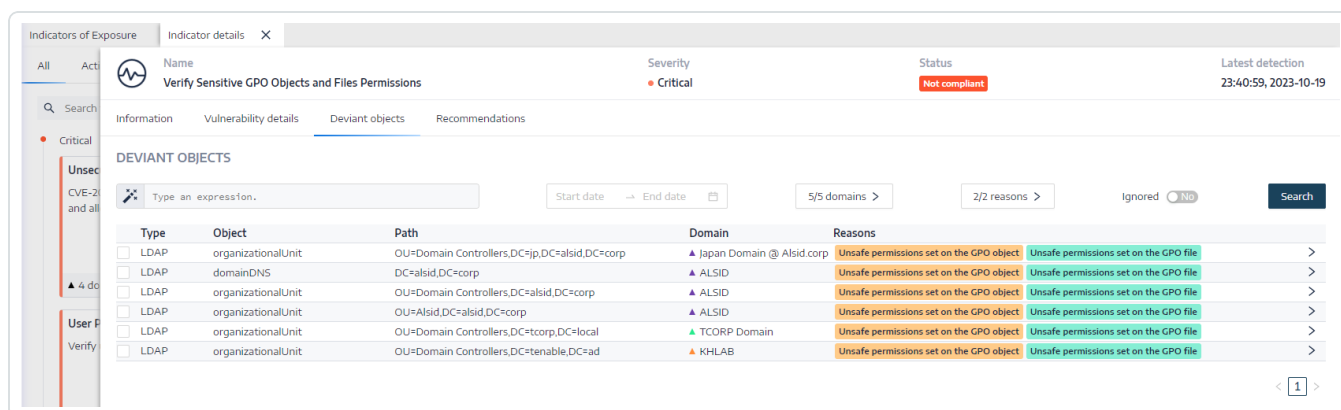 Indicators of Exposure Indicator details
All Acti
Name Severity Status Latest detection
Verify Sensitive GPO Objects and Files Permissions Critical Not compliant 23:40:59, 2023-10-19
Search
Information Vulnerability details Deviant objects Recommendations
Critical
DEVIANT OBJECTS
Unsec
CVE-20
and all
Type an expression. Start date → End date 5/5 domains > 2/2 reasons > Ignored No Search
Type Object Path Domain Reasons
LDAP organizationalUnit OU=Domain Controllers,DC=jp,DC=alsid,DC=corp Japan Domain @ Alsid.corp Unsafe permissions set on the GPO object Unsafe permissions set on the GPO file
LDAP domainDNS DC=alsid,DC=corp ALSID Unsafe permissions set on the GPO object Unsafe permissions set on the GPO file
4 do
LDAP organizationalUnit OU=Domain Controllers,DC=alsid,DC=corp ALSID Unsafe permissions set on the GPO object Unsafe permissions set on the GPO file
LDAP organizationalUnit OU=Alsid,DC=alsid,DC=corp ALSID Unsafe permissions set on the GPO object Unsafe permissions set on the GPO file
User P
LDAP organizationalUnit OU=Domain Controllers,DC=tcorp,DC=local TCORP Domain Unsafe permissions set on the GPO object Unsafe permissions set on the GPO file
Verify
LDAP organizationalUnit OU=Domain Controllers,DC=tenable,DC=ad KHLAB Unsafe permissions set on the GPO object Unsafe permissions set on the GPO file
< 1 >